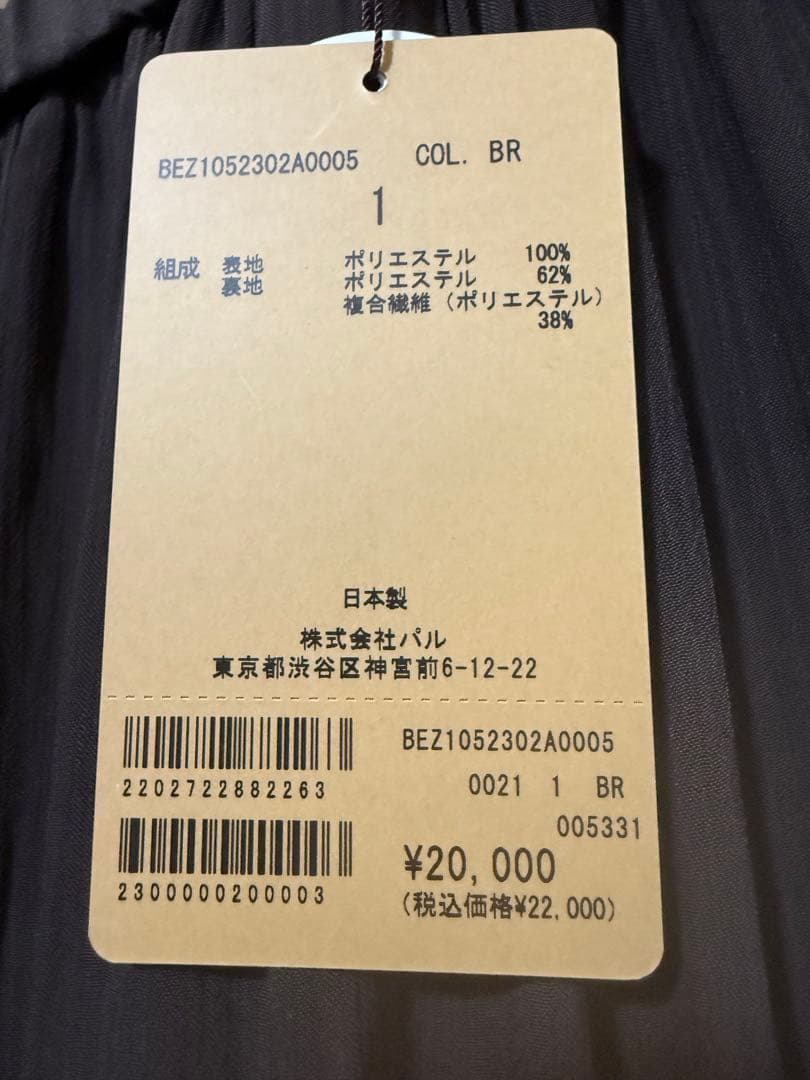 BEZ1052302A0005 COL. BR
1
組成 表地 ポリエステル 100%
裏地 ポリエステル 62%
複合繊維(ポリエステル)
38%
日本製
株式会社パル
東京都渋谷区神宮前6-12-22
2202722882263
BEZ1052302A0005
0021 1 BR
005331
2300000200003
¥20,000
(税込価格¥22,000)